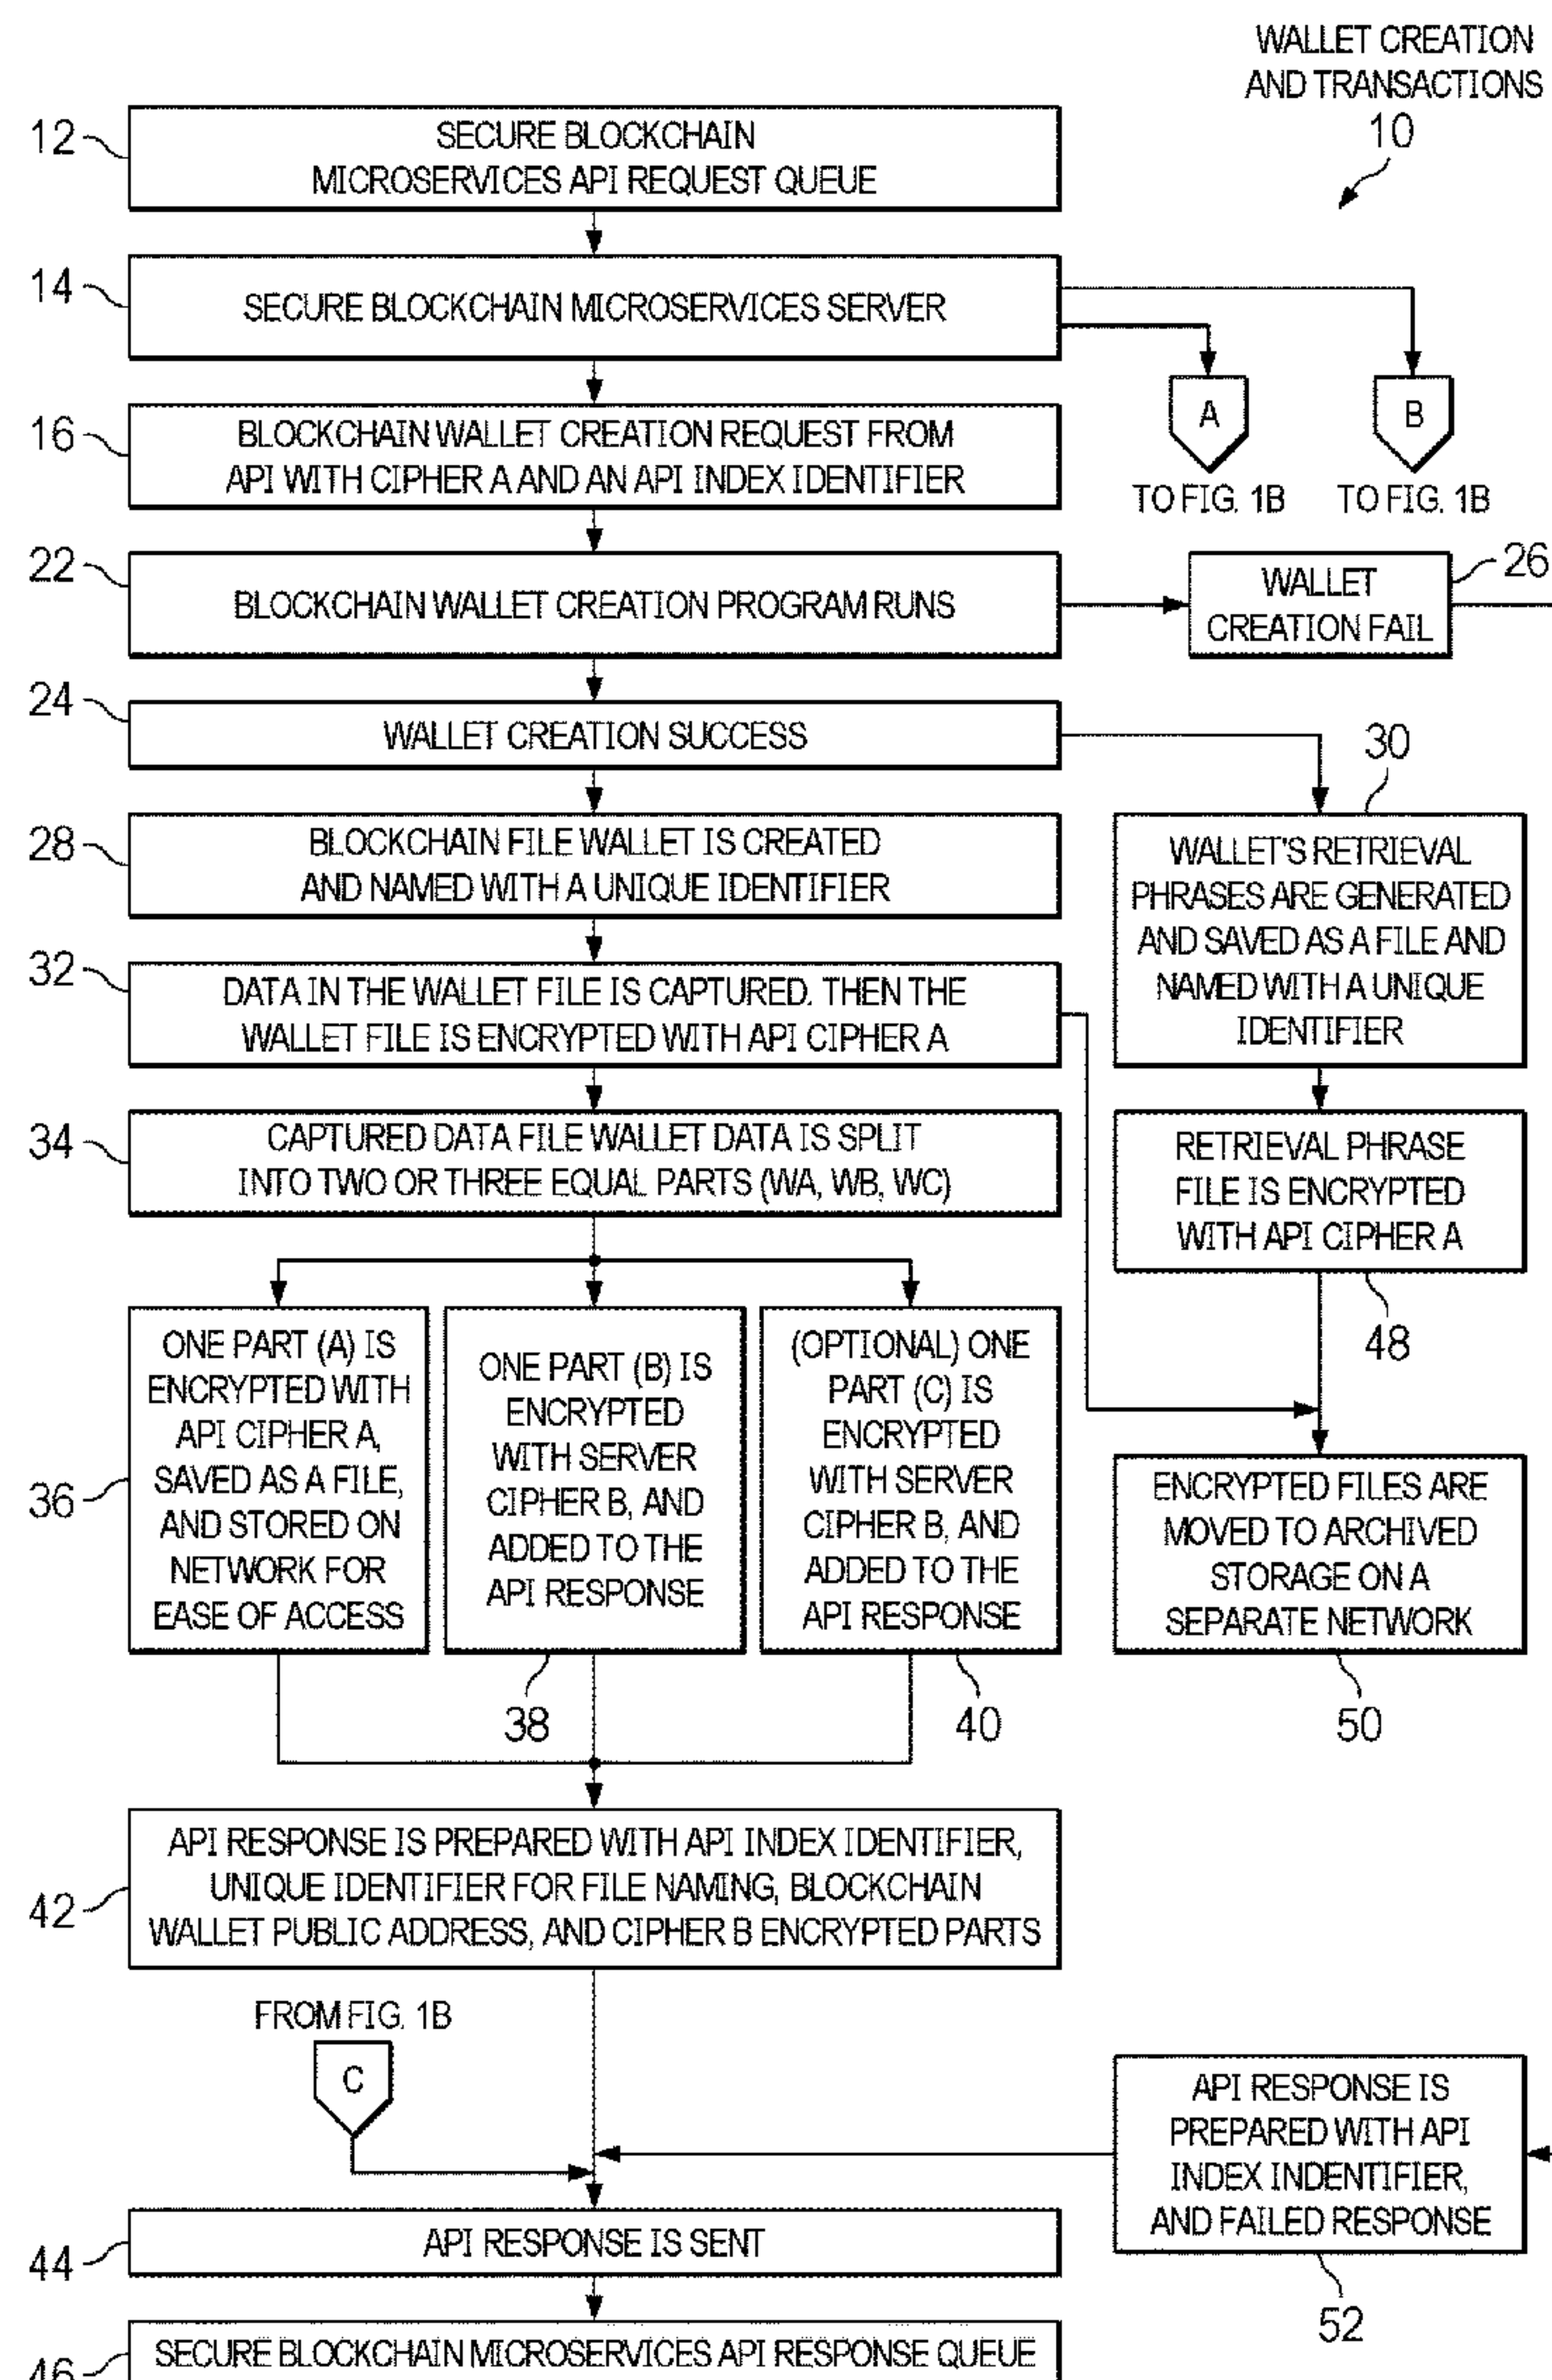 WALLET CREATION
AND TRANSACTIONS
10
12
SECURE BLOCKCHAIN
MICROSERVICES API REQUEST QUEUE
14
SECURE BLOCKCHAIN MICROSERVICES SERVER
A
B
TO FIG. 1B
TO FIG. 1B
16
BLOCKCHAIN WALLET CREATION REQUEST FROM
API WITH CIPHER A AND AN API INDEX IDENTIFIER
22
BLOCKCHAIN WALLET CREATION PROGRAM RUNS
WALLET
CREATION FAIL
26
24
WALLET CREATION SUCCESS
28
BLOCKCHAIN FILE WALLET IS CREATED
AND NAMED WITH A UNIQUE IDENTIFIER
30
WALLET'S RETRIEVAL
PHRASES ARE GENERATED
AND SAVED AS A FILE AND
NAMED WITH A UNIQUE
IDENTIFIER
32
DATA IN THE WALLET FILE IS CAPTURED. THEN THE
WALLET FILE IS ENCRYPTED WITH API CIPHER A
34
CAPTURED DATA FILE WALLET DATA IS SPLIT
INTO TWO OR THREE EQUAL PARTS (WA, WB, WC)
RETRIEVAL PHRASE
FILE IS ENCRYPTED
WITH API CIPHER A
48
36
ONE PART (A) IS
ENCRYPTED WITH
API CIPHER A,
SAVED AS A FILE,
AND STORED ON
NETWORK FOR
EASE OF ACCESS
ONE PART (B) IS
ENCRYPTED
WITH SERVER
CIPHER B, AND
ADDED TO THE
API RESPONSE
38
(OPTIONAL) ONE
PART (C) IS
ENCRYPTED
WITH SERVER
CIPHER B, AND
ADDED TO THE
API RESPONSE
40
ENCRYPTED FILES ARE
MOVED TO ARCHIVED
STORAGE ON A
SEPARATE NETWORK
50
42
API RESPONSE IS PREPARED WITH API INDEX IDENTIFIER,
UNIQUE IDENTIFIER FOR FILE NAMING, BLOCKCHAIN
WALLET PUBLIC ADDRESS, AND CIPHER B ENCRYPTED PARTS
FROM FIG. 1B
C
API RESPONSE IS
PREPARED WITH API
INDEX INDENTIFIER,
AND FAILED RESPONSE
52
44
API RESPONSE IS SENT
46
SECURE BLOCKCHAIN MICROSERVICES API RESPONSE QUEUE